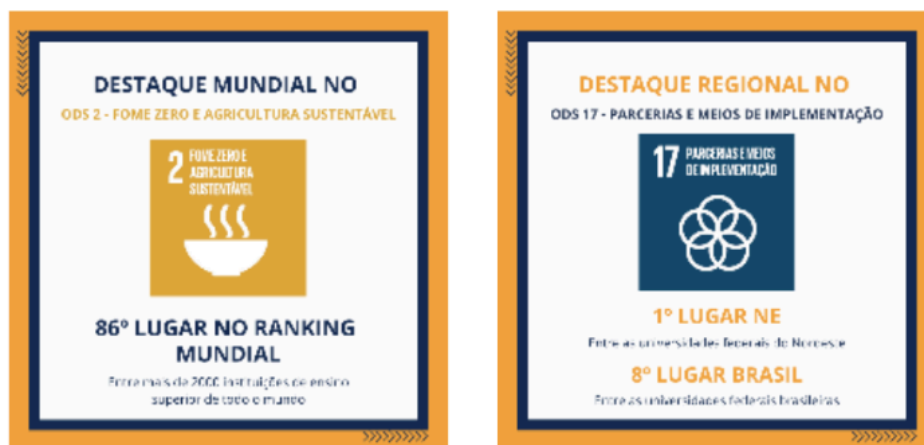 DESTAQUE MUNDIAL NO
ODS 2 - FOME ZERO E AGRICULTURA SUSTENTÁVEL
2 FOME ZERO E
AGRICULTURA
SUSTENTÁVEL
86º LUGAR NO RANKING
MUNDIAL
Entre mais de 2000 instituições de ensino
superior de todo o mundo
DESTAQUE REGIONAL NO
ODS 17 - PARCERIAS E MEIOS DE IMPLEMENTAÇÃO
17 PARCERIAS E MEIOS
DE IMPLEMENTAÇÃO
1º LUGAR NE
Entre as universidades federais do Nordeste
8º LUGAR BRASIL
Entre as universidades federais brasileiras